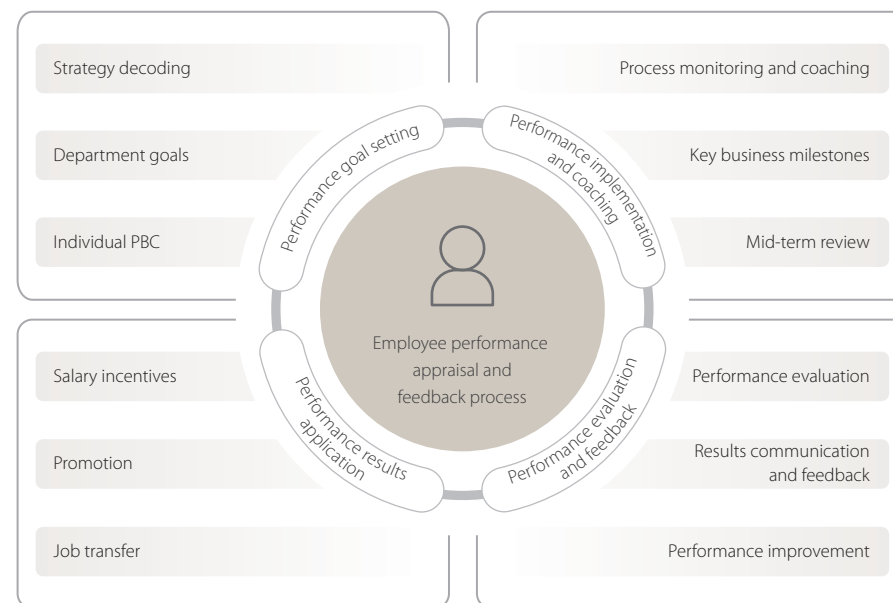 Strategy decoding
Department goals
Individual PBC
Process monitoring and coaching
Key business milestones
Mid-term review
Performance goal setting
Performance implementation
and coaching
Employee performance
appraisal and
feedback process
Performance results
application
Performance evaluation
and feedback
Salary incentives
Promotion
Job transfer
Performance evaluation
Results communication
and feedback
Performance improvement